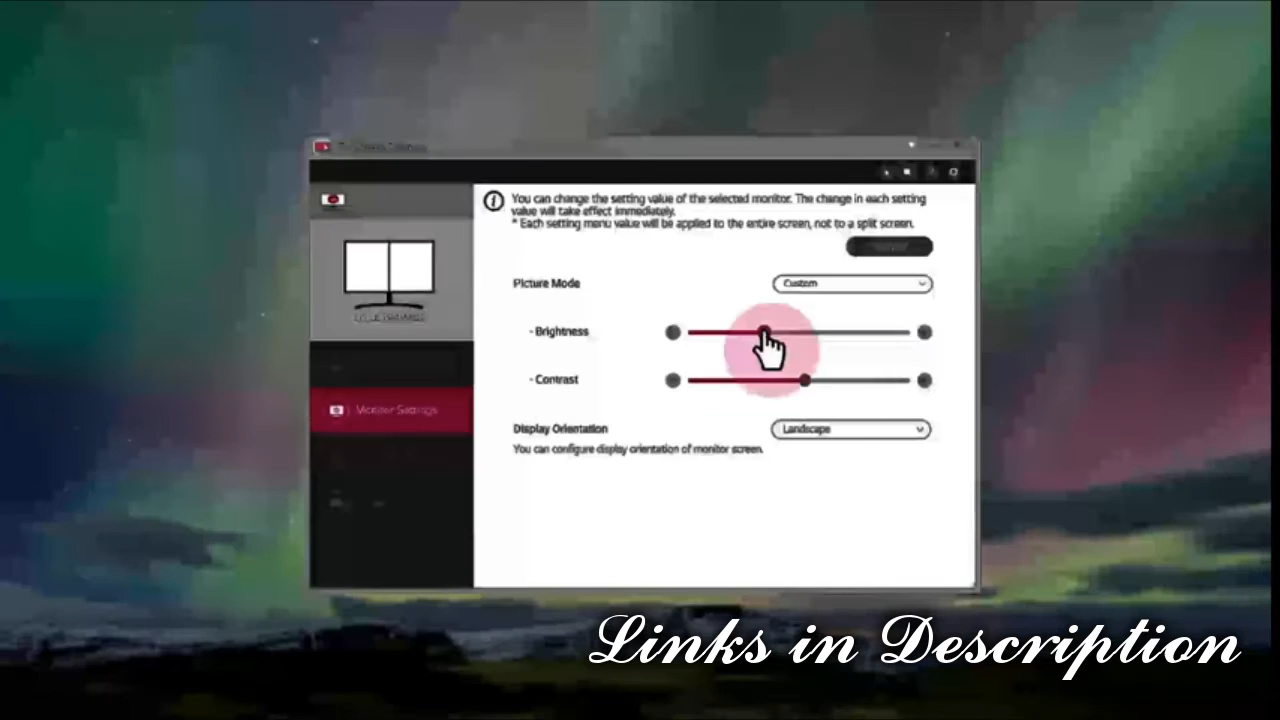 You can change the setting value of the selected monitor. The change in each setting
value will take effect immediately.
* Each setting menu value will be applied to the entire screen, not to a split screen.
Picture Mode
Custom
- Brightness
- Contrast
Monitor Settings
Display Orientation
Landscape
You can configure display orientation of monitor screen.
Links in Description